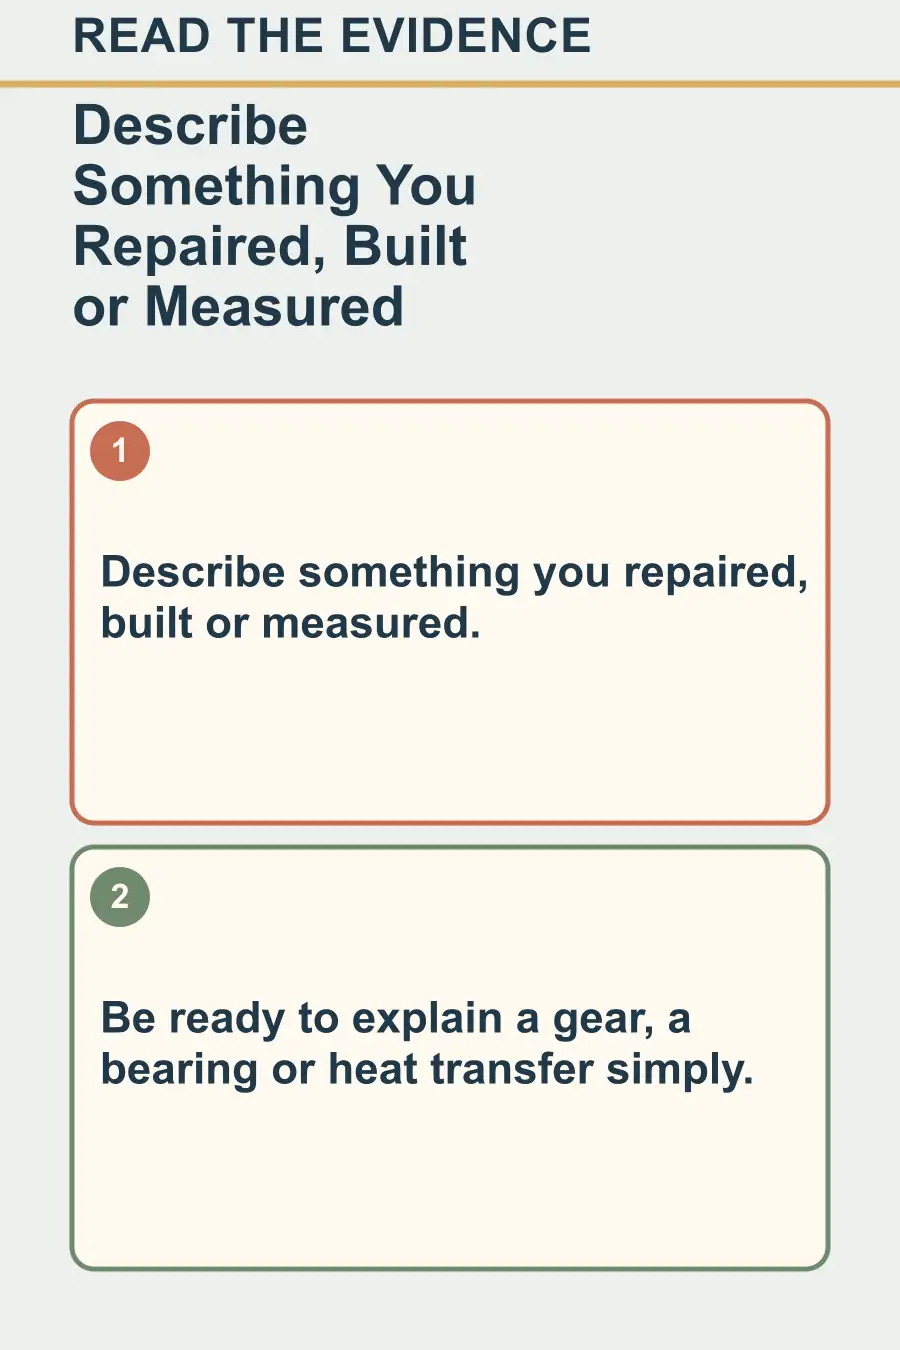 READ THE EVIDENCE
Describe
Something You
Repaired, Built
or Measured
1
Describe something you repaired,
built or measured.
2
Be ready to explain a gear, a
bearing or heat transfer simply.